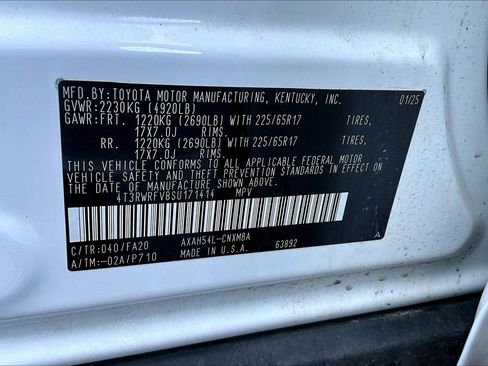 MFD.BY:TOYOTA MOTOR MANUFACTURING, KENTUCKY, INC.
GVWR:2230KG (4920LB) 01/25
GAWR:FRT. 1220KG (2690LB) WITH 225/65R17 TIRES,
17X7.0J RIMS.
RR. 1220KG (2690LB) WITH 225/65R17 TIRES,
17X7.0J RIMS.
THIS VEHICLE CONFORMS TO ALL APPLICABLE FEDERAL MOTOR
VEHICLE SAFETY AND THEFT PREVENTION STANDARDS IN
EFFECT ON THE DATE OF MANUFACTURE SHOWN ABOVE.
4T3RWRFV8SU171414 MPV
C/TR:040/FA20 AXAH54L-CNXMBA A
A/TM:-02A/P710 MADE IN U.S.A. 63892